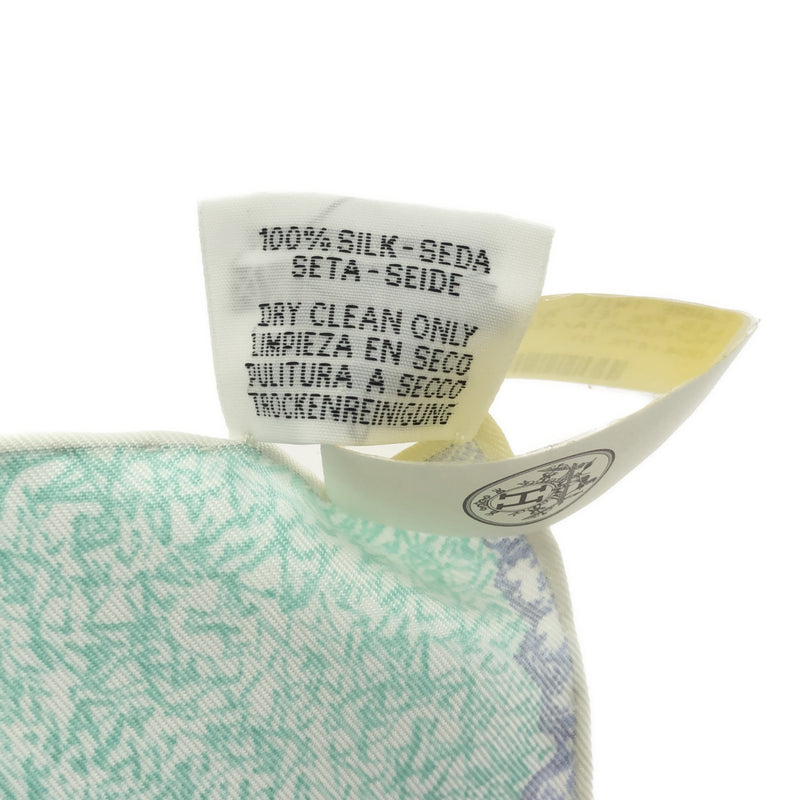 100% SILK - SEDA
SETA - SEIDE
DRY CLEAN ONLY
LIMPIEZA EN SECO
PULITURA A SECCO
TROCKENREINIGUNG
H